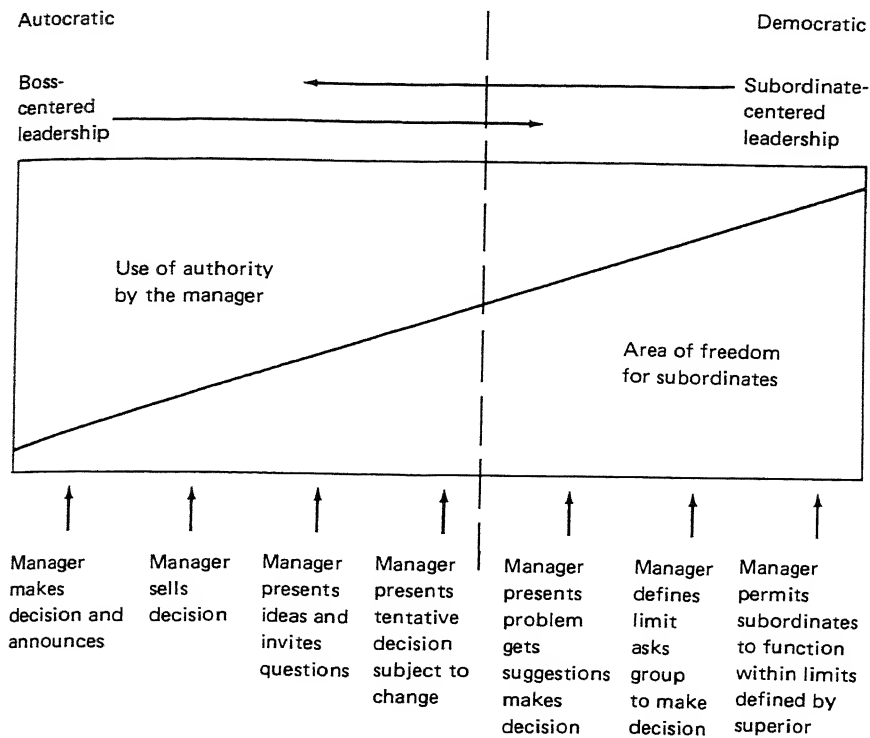 Autocratic
Democratic
Boss-
centered
leadership
Subordinate-
centered
leadership
Use of authority
by the manager
Area of freedom
for subordinates
Manager
makes
decision and
announces
Manager
sells
decision
Manager
presents
ideas and
invites
questions
Manager
presents
tentative
decision
subject to
change
Manager
presents
problem
gets
suggestions
makes
decision
Manager
defines
limit
asks
group
to make
decision
Manager
permits
subordinates
to function
within limits
defined by
superior